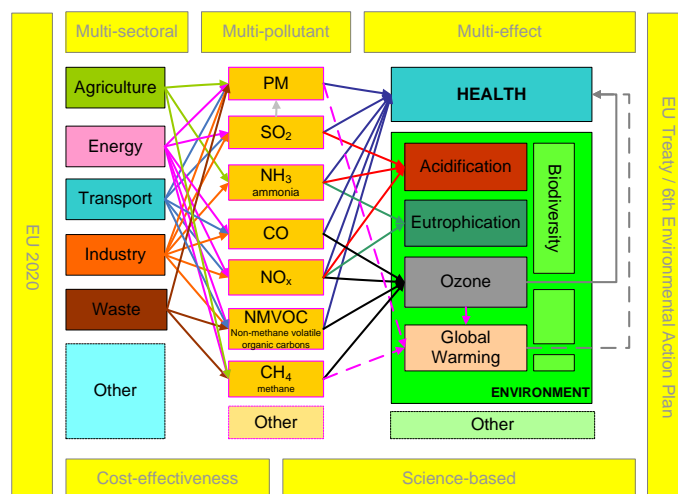 Multi-sectoral
Multi-pollutant
Multi-effect
EU 2020
Agriculture
Energy
Transport
Industry
Waste
Other
PM
SO₂
NH₃
ammonia
CO
NOₓ
NMVOC
Non-methane volatile
organic carbons
CH₄
methane
Other
HEALTH
Acidification
Eutrophication
Ozone
Global
Warming
Biodiversity
ENVIRONMENT
Other
EU Treaty / 6th Environmental Action Plan
Cost-effectiveness
Science-based